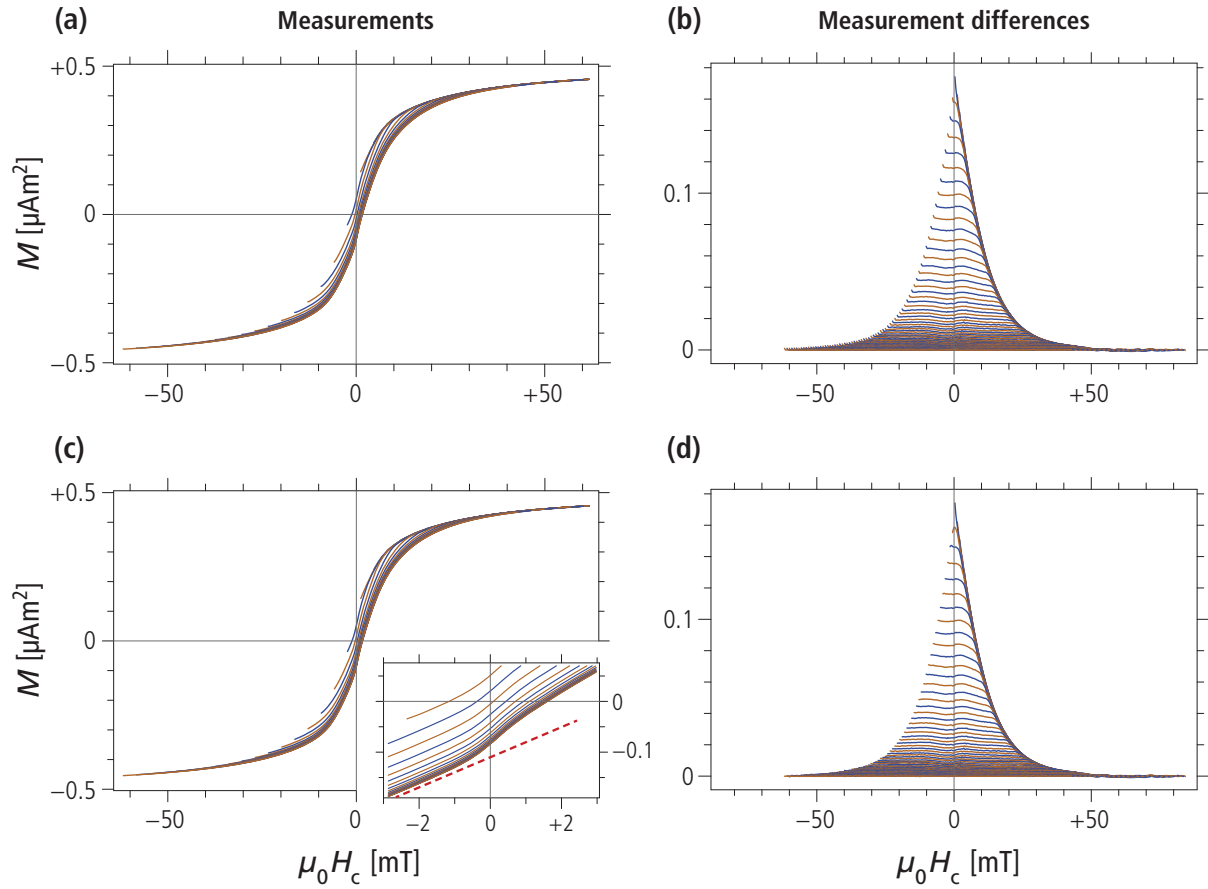 (a) Measurements
(b) Measurement differences
+0.5
0
−0.5
M [µAm²]
−50 0 +50
0.1
0
−50 0 +50
(c)
(d)
+0.5
0
−0.5
M [µAm²]
0
−0.1
−2 0 +2
−50 0 +50
µ₀H_c [mT]
0.1
0
−50 0 +50
µ₀H_c [mT]